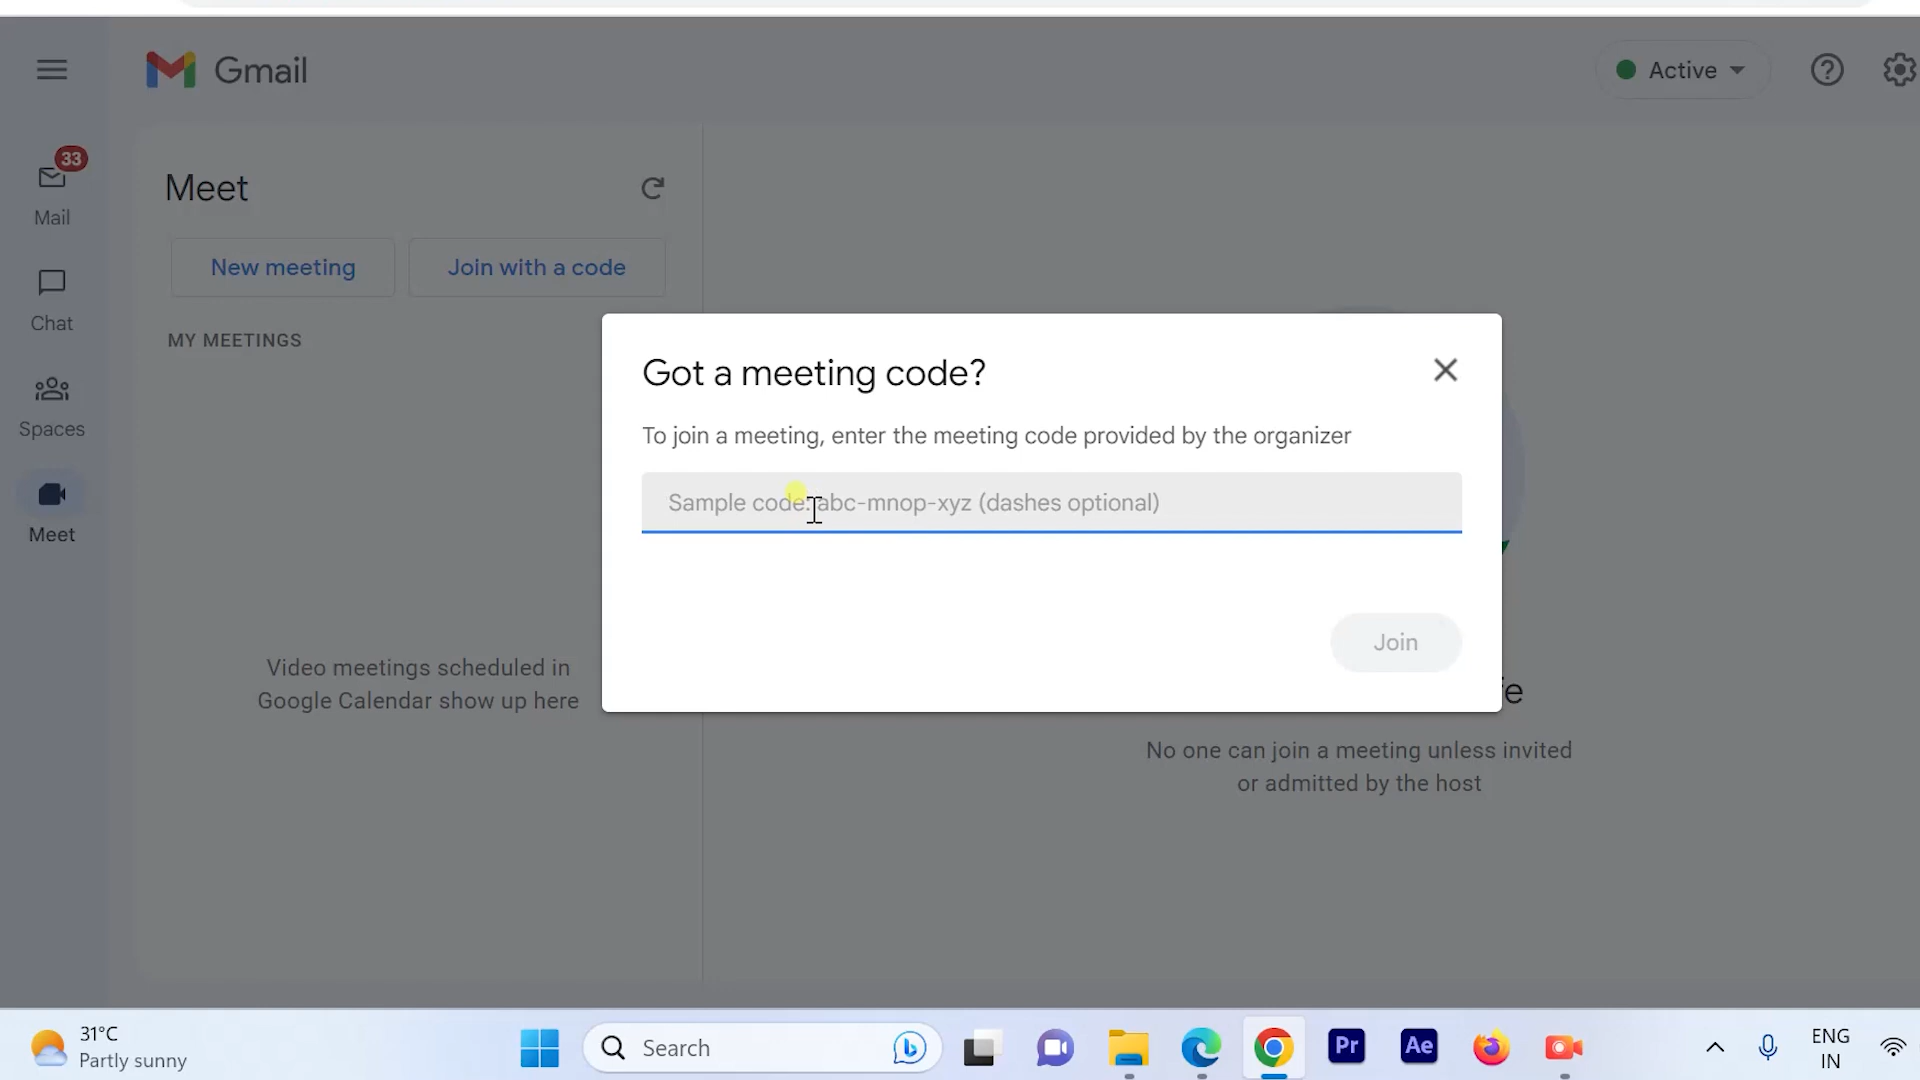 Gmail
Active
33
Mail
Meet
New meeting
Join with a code
Chat
MY MEETINGS
Spaces
Meet
Got a meeting code?
To join a meeting, enter the meeting code provided by the organizer
Sample code: abc-mnop-xyz (dashes optional)
Join
Video meetings scheduled in
Google Calendar show up here
No one can join a meeting unless invited
or admitted by the host
31°C
Partly sunny
Search
Pr
Ae
ENG
IN